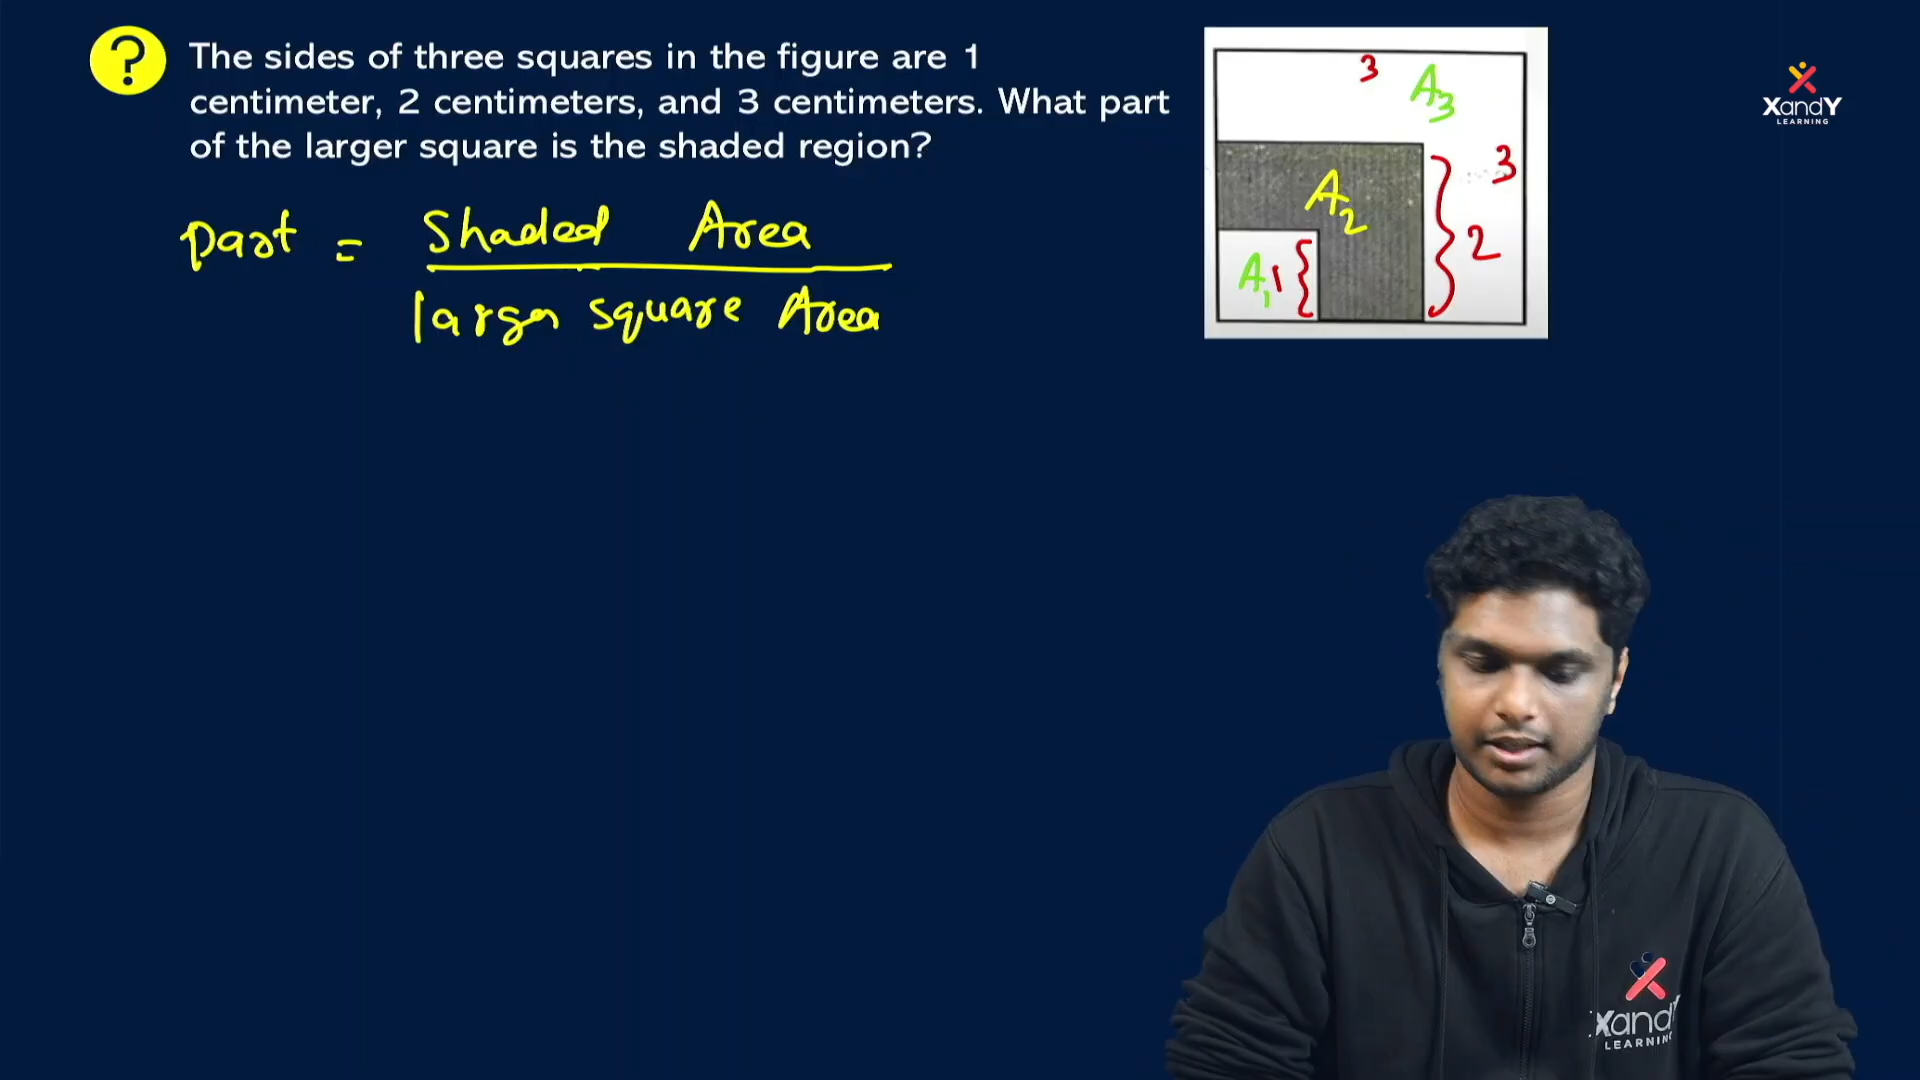 ?
The sides of three squares in the figure are 1
centimeter, 2 centimeters, and 3 centimeters. What part
of the larger square is the shaded region?
part = Shaded Area
larger square Area
3
A3
3
A2
2
A1
1
XandY
LEARNING
XandY
LEARNING